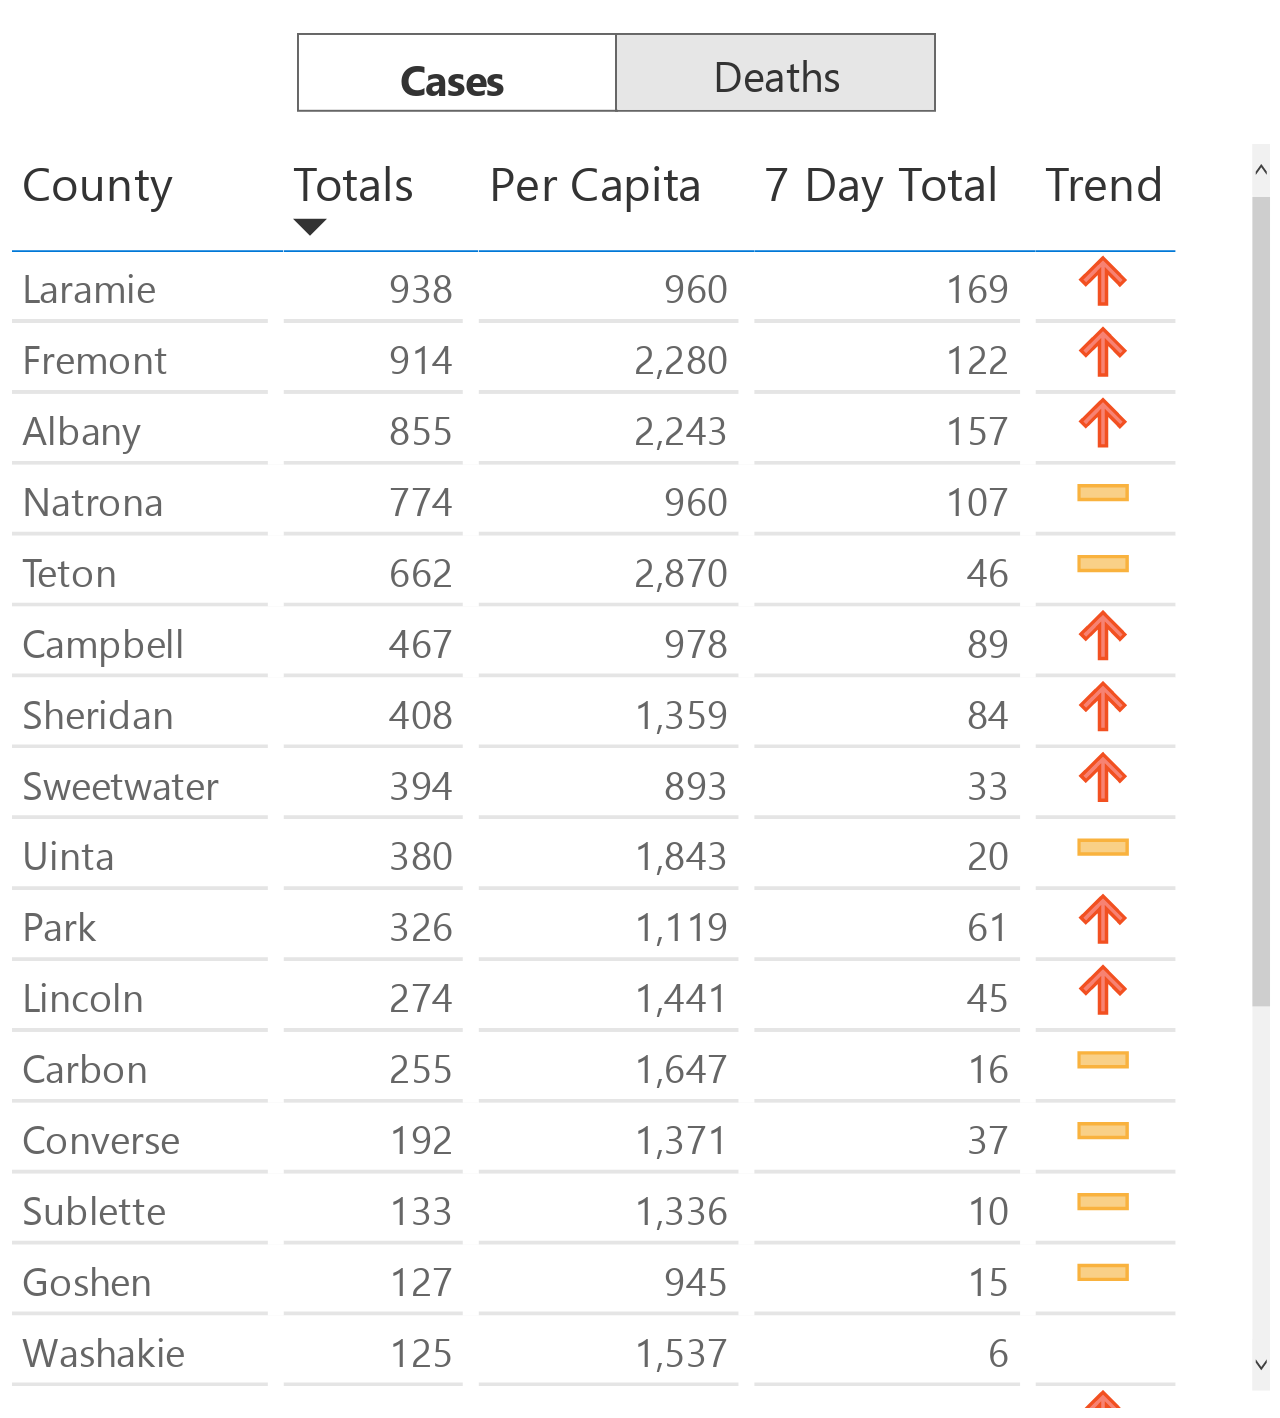 Cases Deaths
County Totals Per Capita 7 Day Total Trend
Laramie 938 960 169
Fremont 914 2,280 122
Albany 855 2,243 157
Natrona 774 960 107
Teton 662 2,870 46
Campbell 467 978 89
Sheridan 408 1,359 84
Sweetwater 394 893 33
Uinta 380 1,843 20
Park 326 1,119 61
Lincoln 274 1,441 45
Carbon 255 1,647 16
Converse 192 1,371 37
Sublette 133 1,336 10
Goshen 127 945 15
Washakie 125 1,537 6